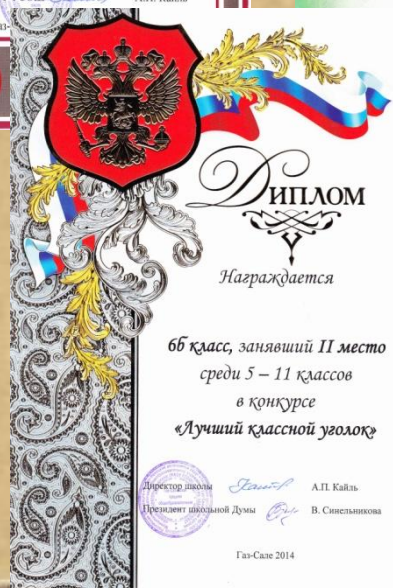 А.П. Кайль
Диплом
Награждается
6б класс, занявший II место
среди 5 – 11 классов
в конкурсе
«Лучший классной уголок»
Директор школы А.П. Кайль
Президент школьной Думы В. Синельникова
Газ-Сале 2014